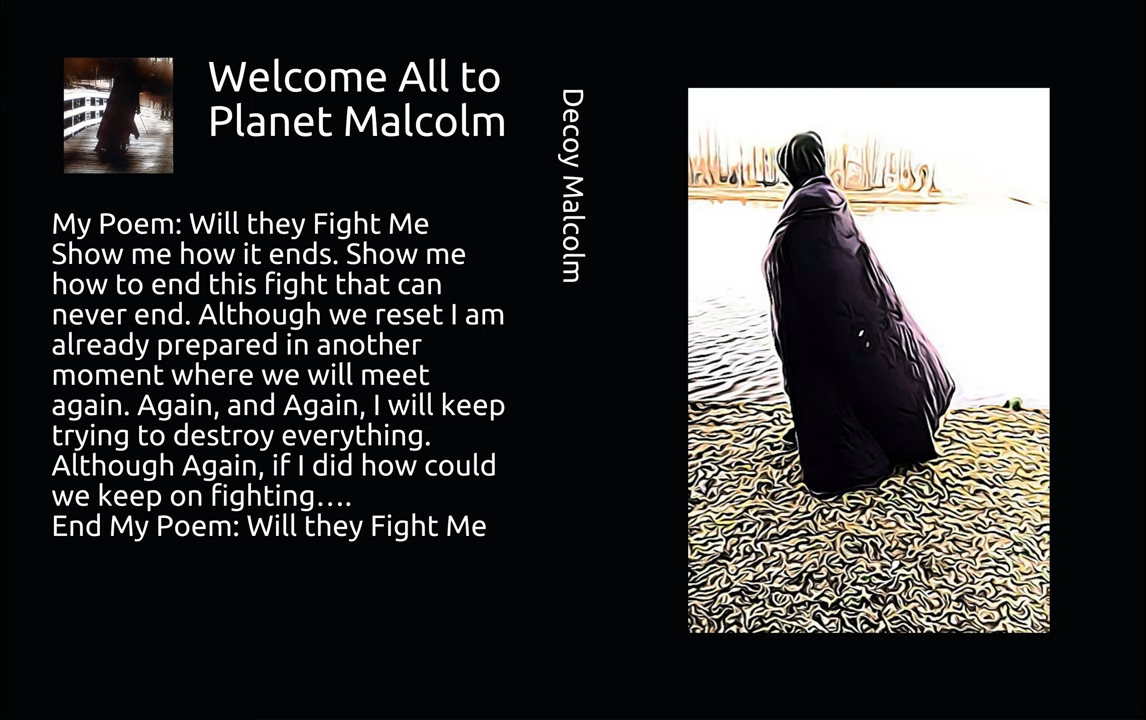 Welcome All to
Planet Malcolm
My Poem: Will they Fight Me
Show me how it ends. Show me
how to end this fight that can
never end. Although we reset I am
already prepared in another
moment where we will meet
again. Again, and Again, I will keep
trying to destroy everything.
Although Again, if I did how could
we keep on fighting....
End My Poem: Will they Fight Me
Decoy Malcolm